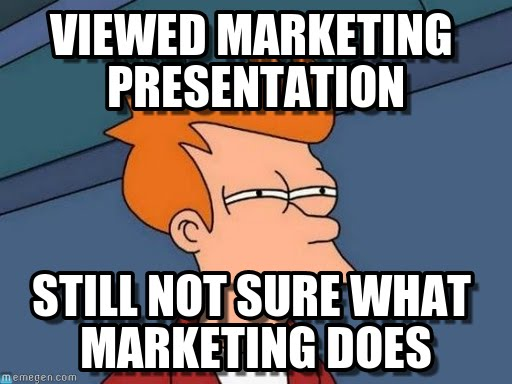 VIEWED MARKETING
PRESENTATION
STILL NOT SURE WHAT
MARKETING DOES
memegen.com